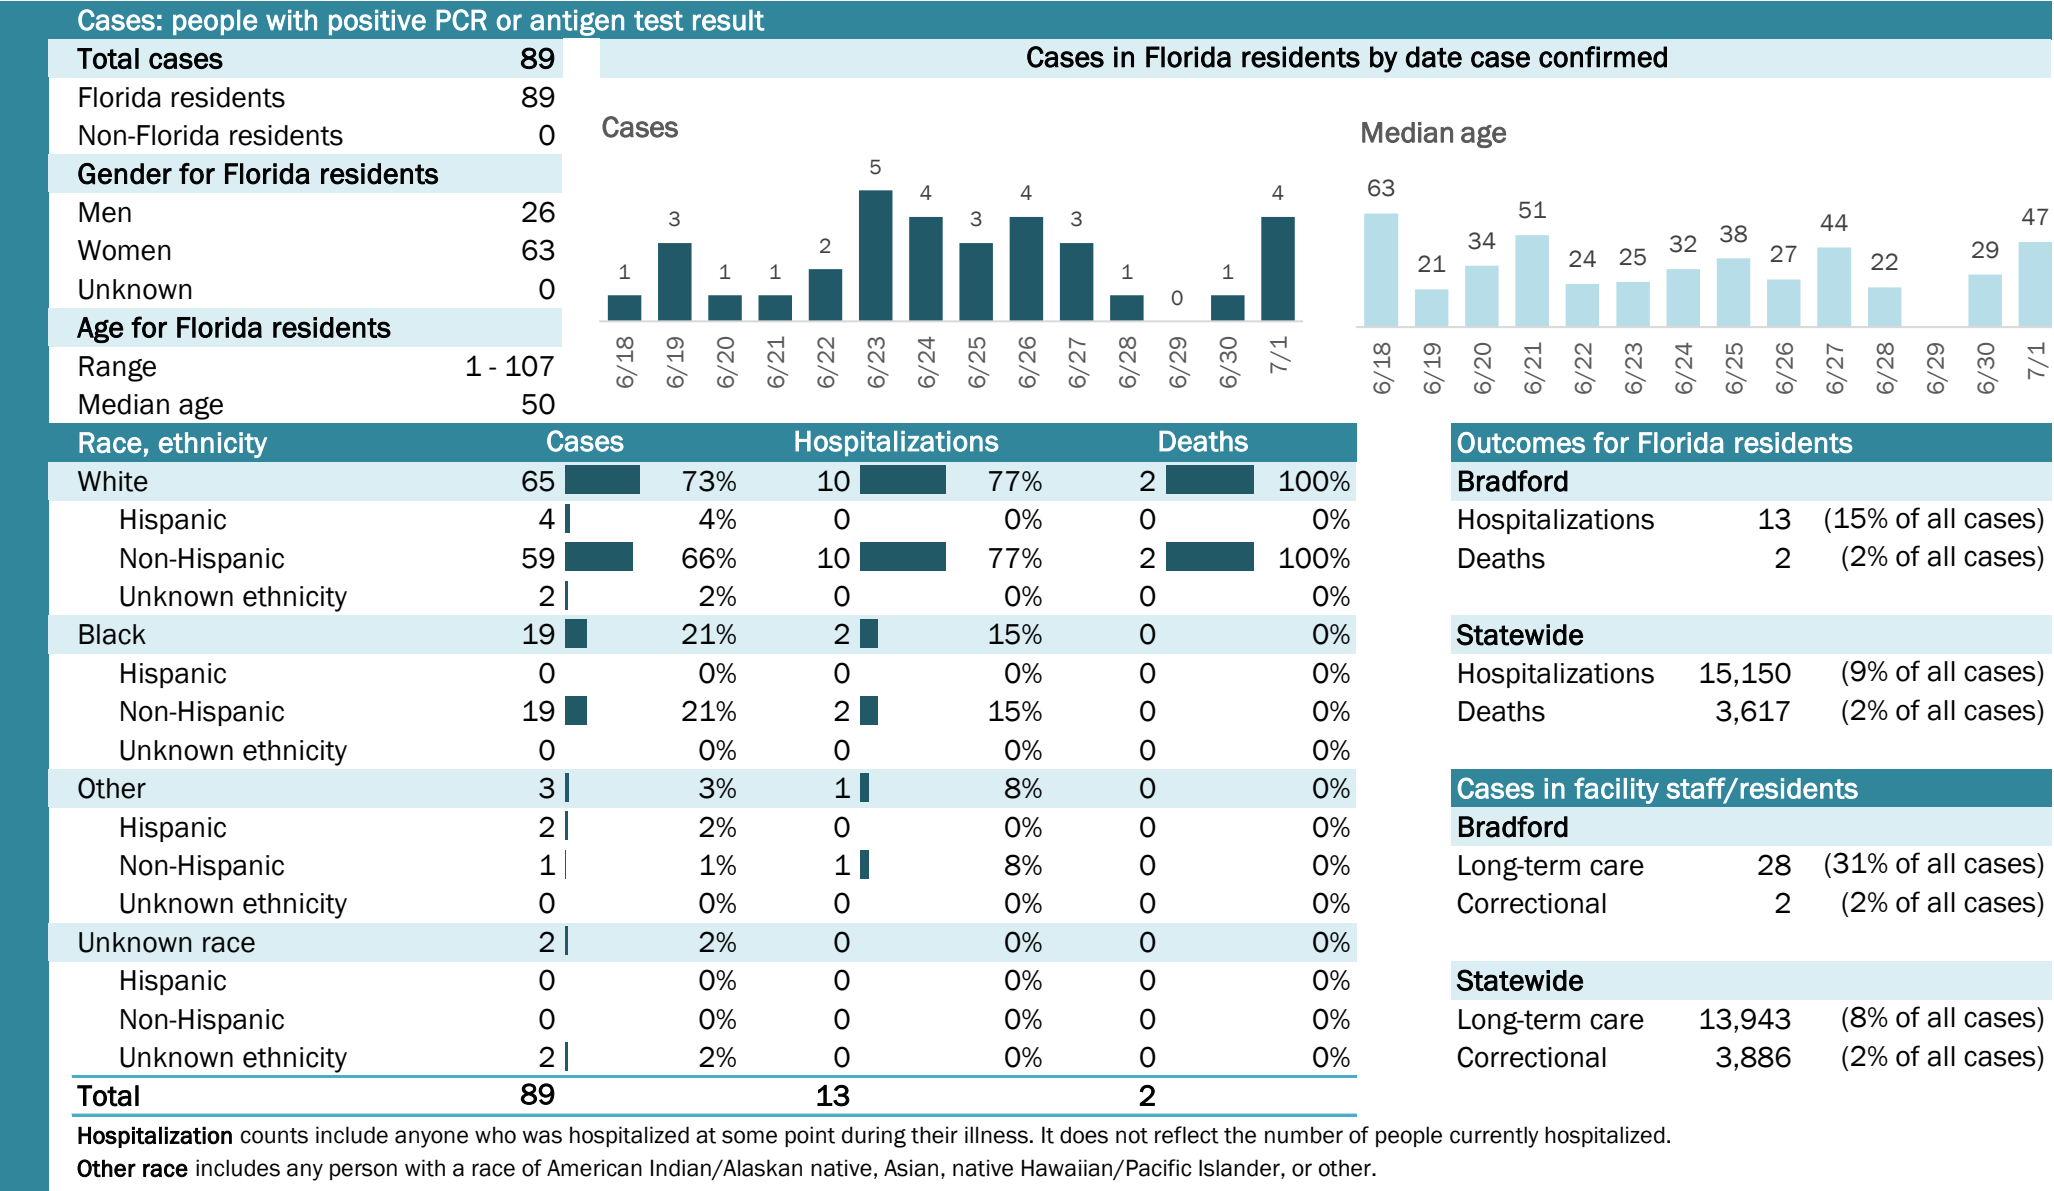 Cases: people with positive PCR or antigen test result
Total cases 89
Florida residents 89
Non-Florida residents 0
Gender for Florida residents
Men 26
Women 63
Unknown 0
Age for Florida residents
Range 1 - 107
Median age 50
Cases in Florida residents by date case confirmed
Cases
1 3 1 1 2 5 4 3 4 3 1 0 1 4
6/18 6/19 6/20 6/21 6/22 6/23 6/24 6/25 6/26 6/27 6/28 6/29 6/30 7/1
Median age
63 21 34 51 24 25 32 38 27 44 22 29 47
6/18 6/19 6/20 6/21 6/22 6/23 6/24 6/25 6/26 6/27 6/28 6/29 6/30 7/1
Race, ethnicity Cases Hospitalizations Deaths
White 65 73% 10 77% 2 100%
Hispanic 4 4% 0 0% 0 0%
Non-Hispanic 59 66% 10 77% 2 100%
Unknown ethnicity 2 2% 0 0% 0 0%
Black 19 21% 2 15% 0 0%
Hispanic 0 0% 0 0% 0 0%
Non-Hispanic 19 21% 2 15% 0 0%
Unknown ethnicity 0 0% 0 0% 0 0%
Other 3 3% 1 8% 0 0%
Hispanic 2 2% 0 0% 0 0%
Non-Hispanic 1 1% 1 8% 0 0%
Unknown ethnicity 0 0% 0 0% 0 0%
Unknown race 2 2% 0 0% 0 0%
Hispanic 0 0% 0 0% 0 0%
Non-Hispanic 0 0% 0 0% 0 0%
Unknown ethnicity 2 2% 0 0% 0 0%
Total 89 13 2
Outcomes for Florida residents
Bradford
Hospitalizations 13 (15% of all cases)
Deaths 2 (2% of all cases)
Statewide
Hospitalizations 15,150 (9% of all cases)
Deaths 3,617 (2% of all cases)
Cases in facility staff/residents
Bradford
Long-term care 28 (31% of all cases)
Correctional 2 (2% of all cases)
Statewide
Long-term care 13,943 (8% of all cases)
Correctional 3,886 (2% of all cases)
Hospitalization counts include anyone who was hospitalized at some point during their illness. It does not reflect the number of people currently hospitalized.
Other race includes any person with a race of American Indian/Alaskan native, Asian, native Hawaiian/Pacific Islander, or other.